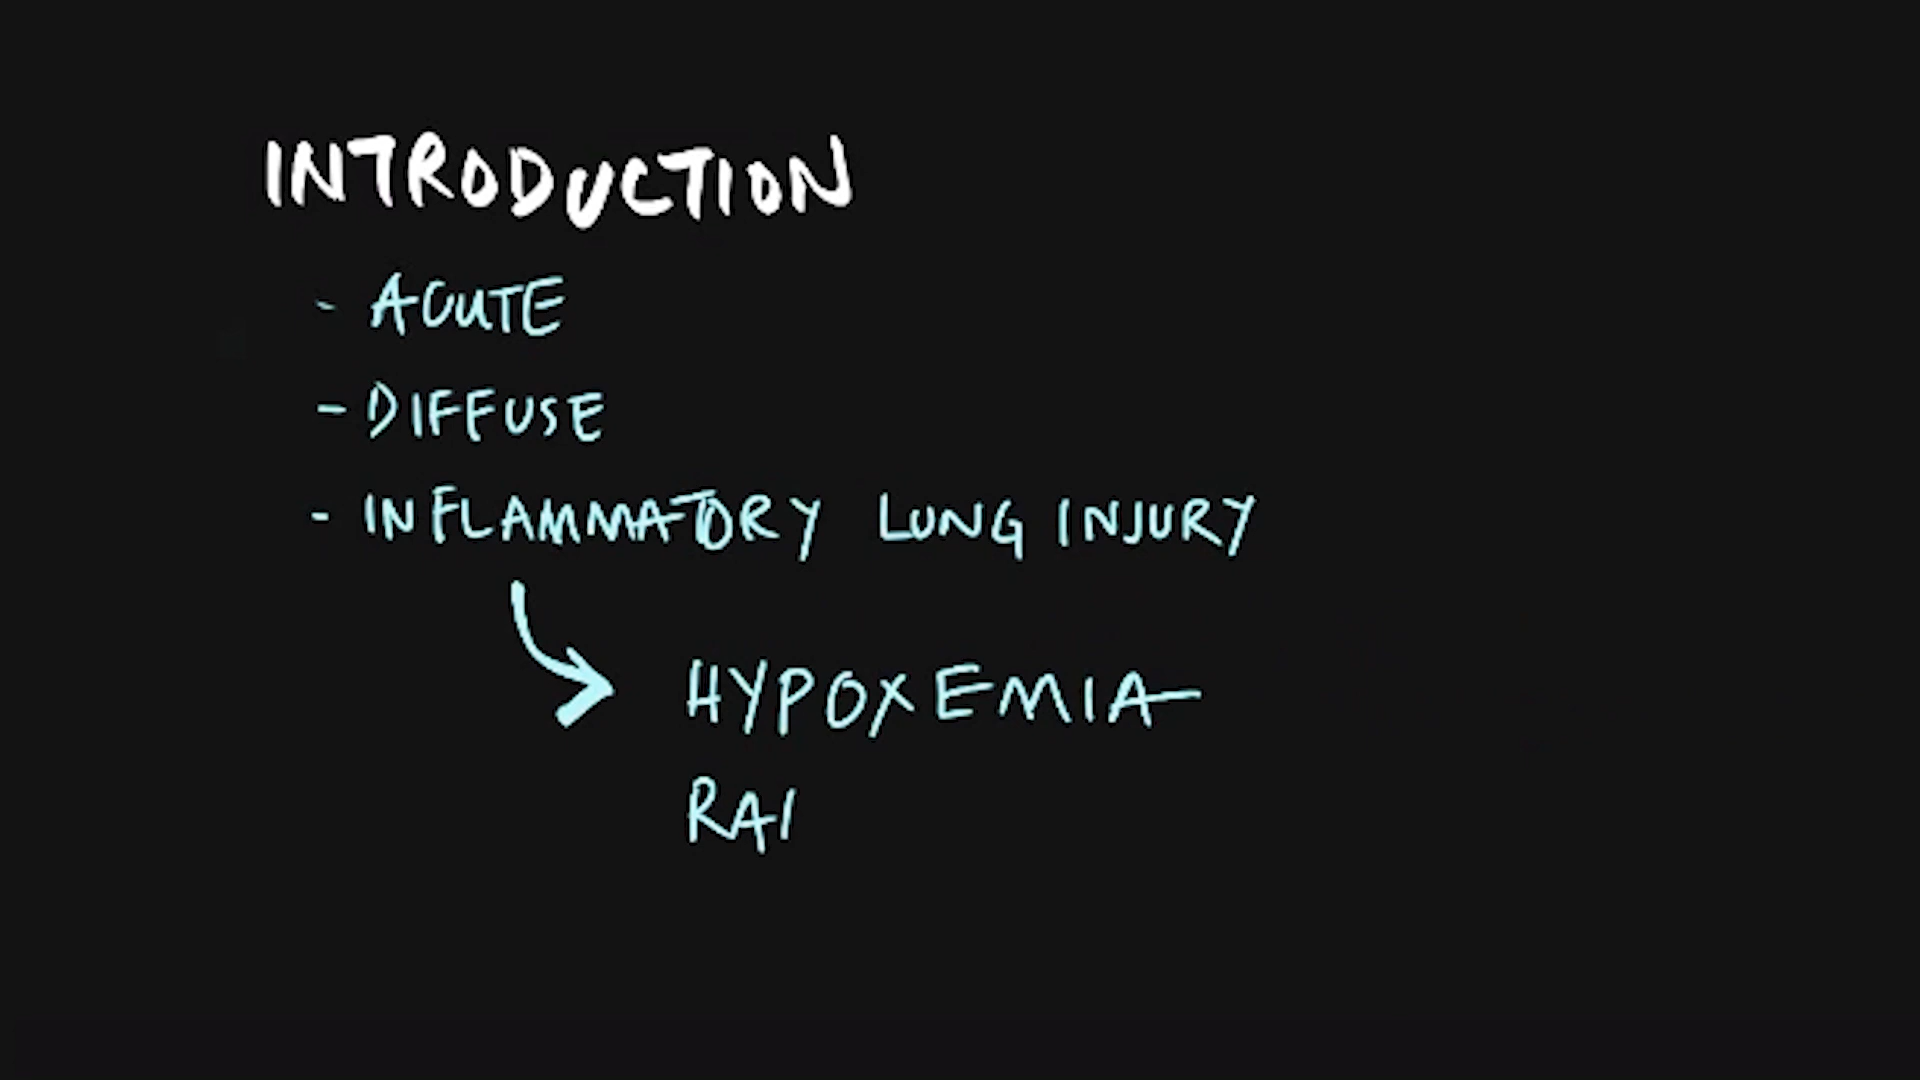 INTRODUCTION
- ACUTE
- DIFFUSE
- INFLAMMATORY LUNG INJURY
HYPOXEMIA
RAI